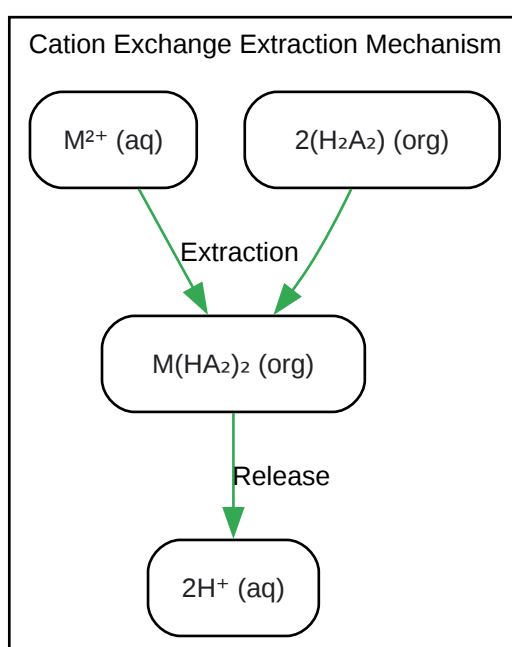 Cation Exchange Extraction Mechanism
M²⁺ (aq)
2(H₂A₂) (org)
Extraction
M(HA₂)₂ (org)
Release
2H⁺ (aq)